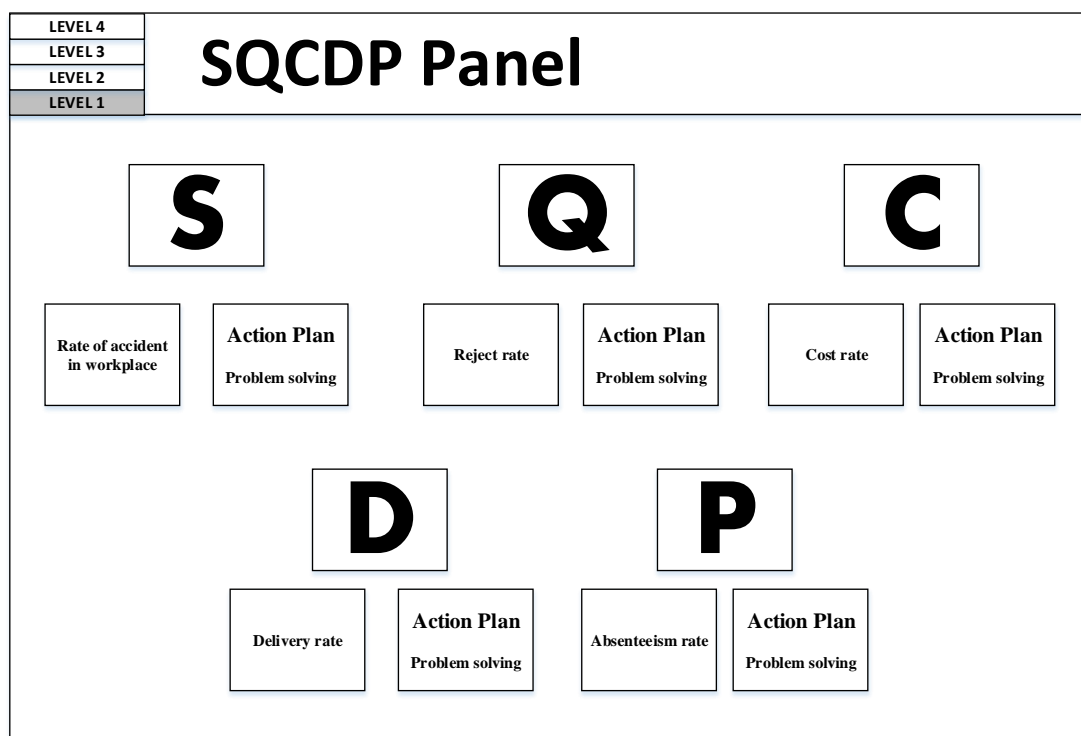 LEVEL 4
LEVEL 3
LEVEL 2
LEVEL 1
SQCDP Panel
S
Q
C
Rate of accident
in workplace
Action Plan
Problem solving
Reject rate
Action Plan
Problem solving
Cost rate
Action Plan
Problem solving
D
P
Delivery rate
Action Plan
Problem solving
Absenteeism rate
Action Plan
Problem solving